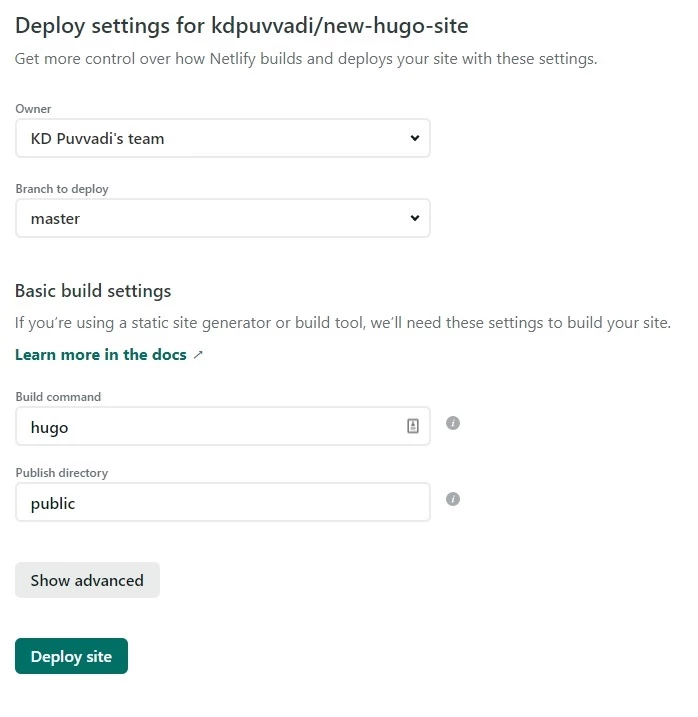 Deploy settings for kdpuvvadi/new-hugo-site
Get more control over how Netlify builds and deploys your site with these settings.
Owner
KD Puvvadi's team
Branch to deploy
master
Basic build settings
If you're using a static site generator or build tool, we'll need these settings to build your site.
Learn more in the docs ↗
Build command
hugo
Publish directory
public
Show advanced
Deploy site